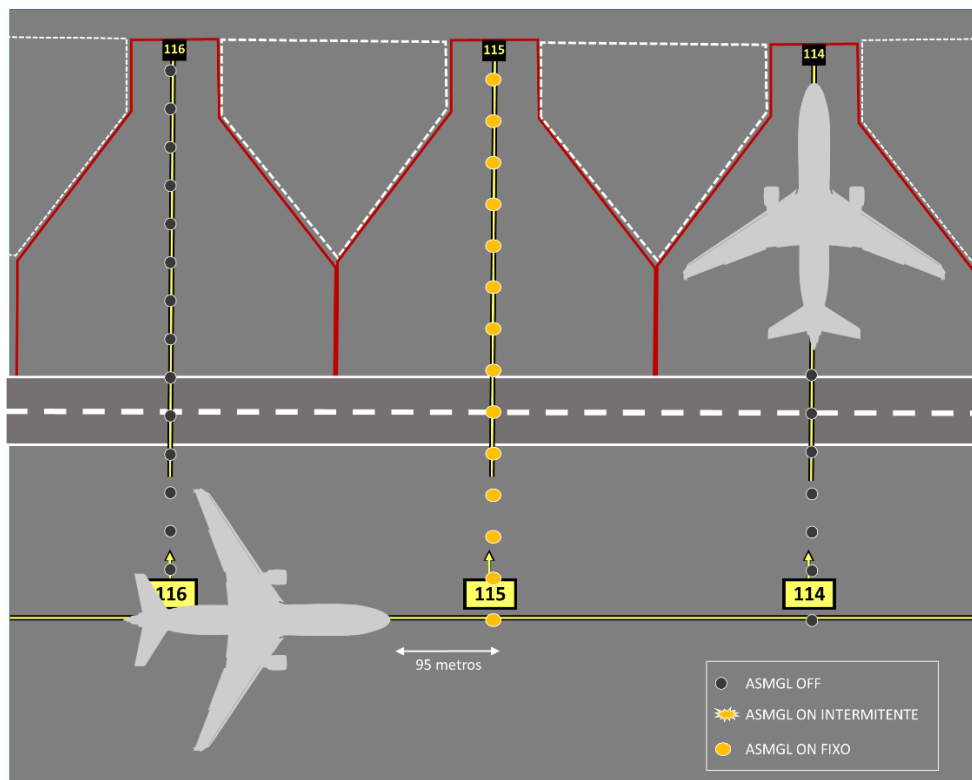 116
115
114
116
115
114
95 metros
ASMGL OFF
ASMGL ON INTERMITENTE
ASMGL ON FIXO